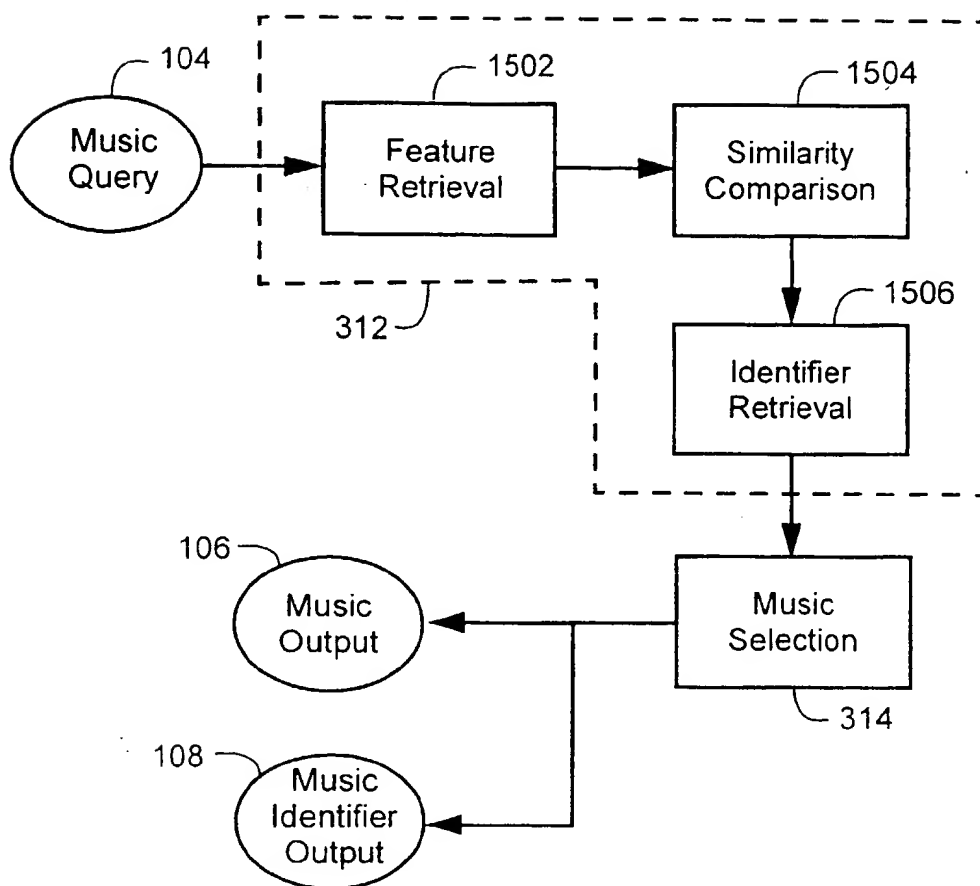 104
Music
Query
1502
Feature
Retrieval
1504
Similarity
Comparison
312
1506
Identifier
Retrieval
106
Music
Output
Music
Selection
314
108
Music
Identifier
Output